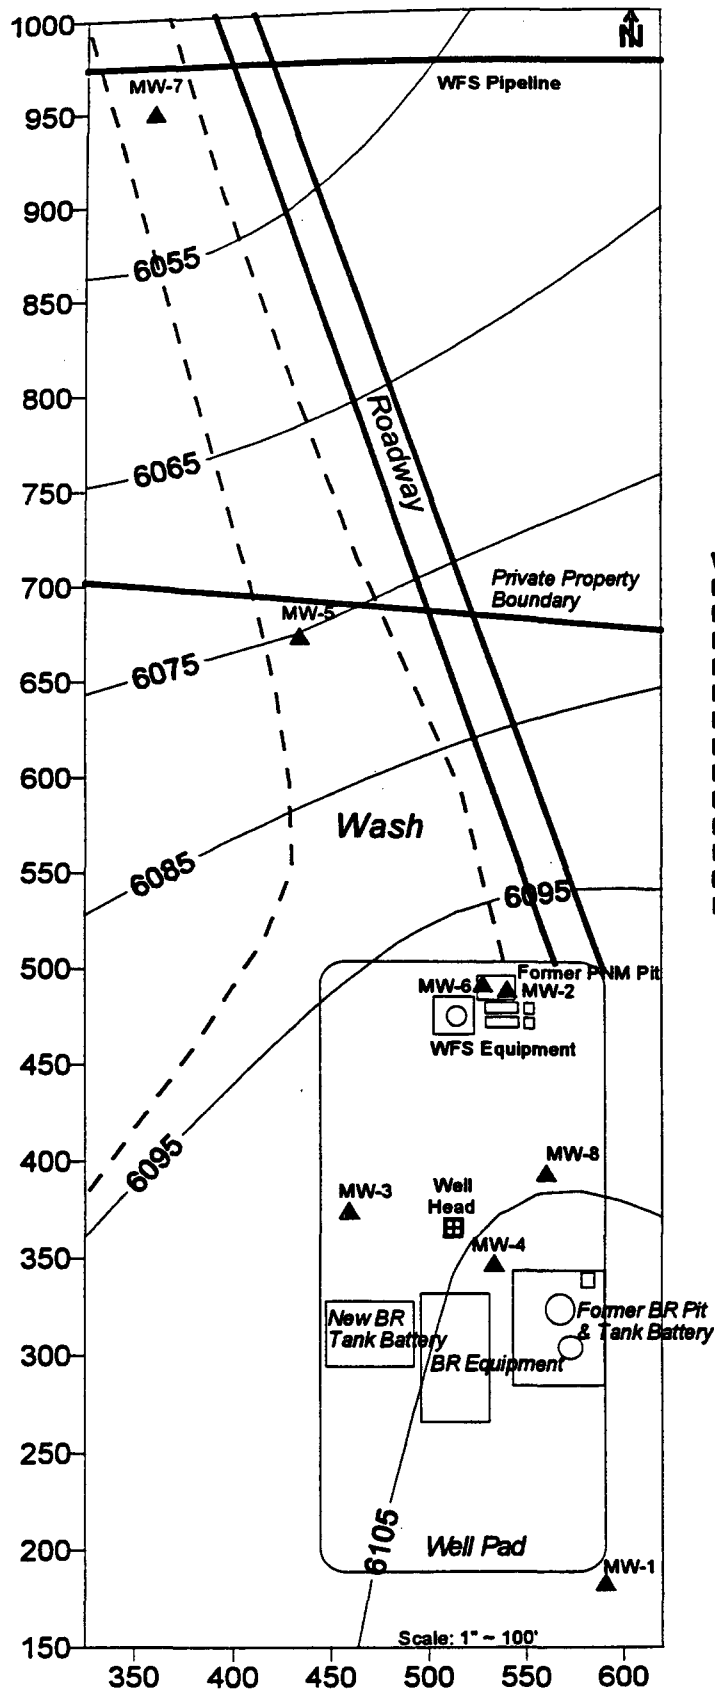 1000
N
WFS Pipeline
MW-7
950
900
6055
850
800
Roadway
6065
750
700
Private Property
Boundary
MW-5
6075
650
600
Wash
6085
550
6095
500
Former PNM Pit
MW-6
MW-2
WFS Equipment
450
6095
400
MW-8
MW-3
Well
Head
350
MW-4
New BR
Tank Battery
Former BR Pit
& Tank Battery
300
BR Equipment
250
6105
200
Well Pad
MW-1
150
Scale: 1" ~ 100'
350 400 450 500 550 600